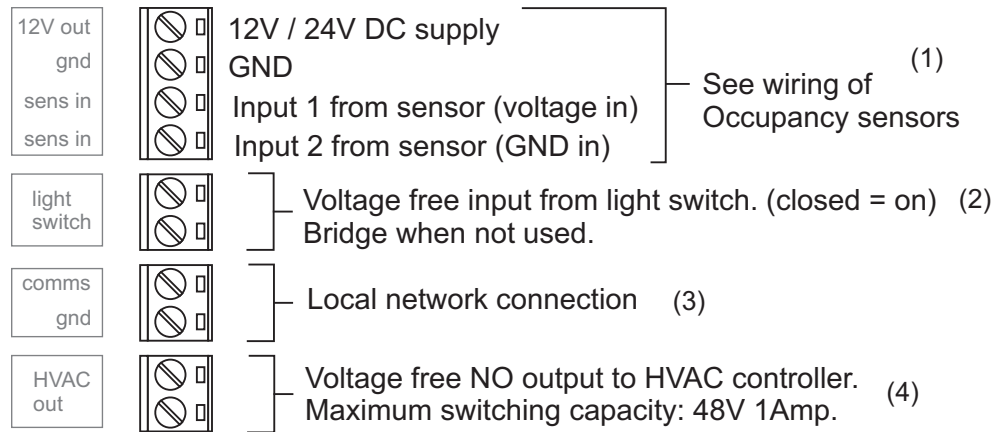 12V out
12V / 24V DC supply
gnd
GND
(1)
See wiring of
Occupancy sensors
sens in
Input 1 from sensor (voltage in)
sens in
Input 2 from sensor (GND in)
light
switch
Voltage free input from light switch. (closed = on) (2)
Bridge when not used.
comms
gnd
Local network connection (3)
HVAC
out
Voltage free NO output to HVAC controller.
Maximum switching capacity: 48V 1Amp.
(4)